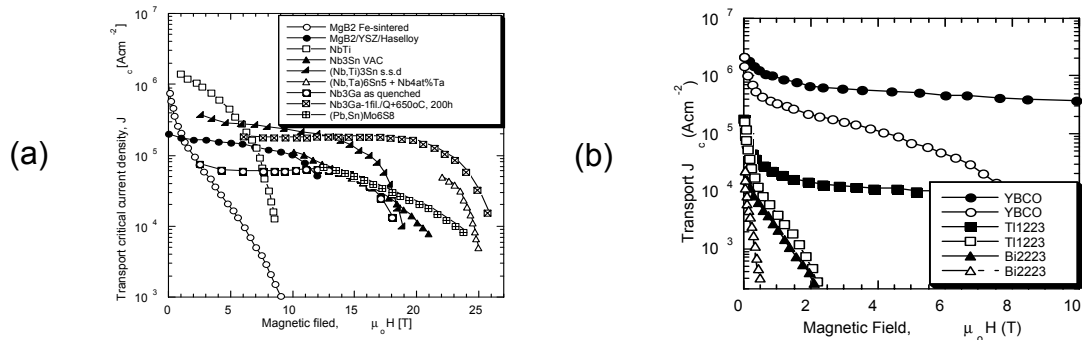 (a)
Transport critical current density, J c [Acm -2 ]
10 7
10 6
10 5
10 4
10 3
MgB2 Fe-sintered
MgB2/YSZ/Haselloy
NbTi
Nb3Sn VAC
(Nb,Ti)3Sn s.s.d
(Nb,Ta)6Sn5 + Nb4at%Ta
Nb3Ga as quenched
Nb3Ga-1fil./Q+650oC, 200h
(Pb,Sn)Mo6S8
0 5 10 15 20 25
Magnetic filed, μ o H [T]
(b)
Transport J c (Acm -2 )
10 7
10 6
10 5
10 4
10 3
YBCO
YBCO
Tl1223
Tl1223
Bi2223
Bi2223
0 2 4 6 8 10
Magnetic Field, μ o H (T)